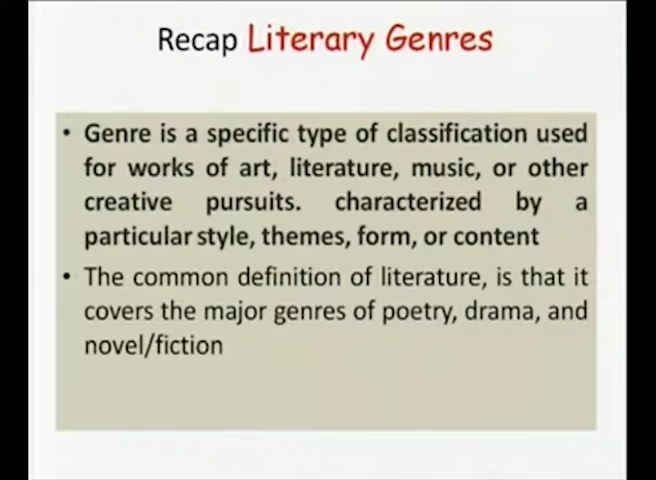 Recap Literary Genres
• Genre is a specific type of classification used
for works of art, literature, music, or other
creative pursuits. characterized by a
particular style, themes, form, or content
• The common definition of literature, is that it
covers the major genres of poetry, drama, and
novel/fiction